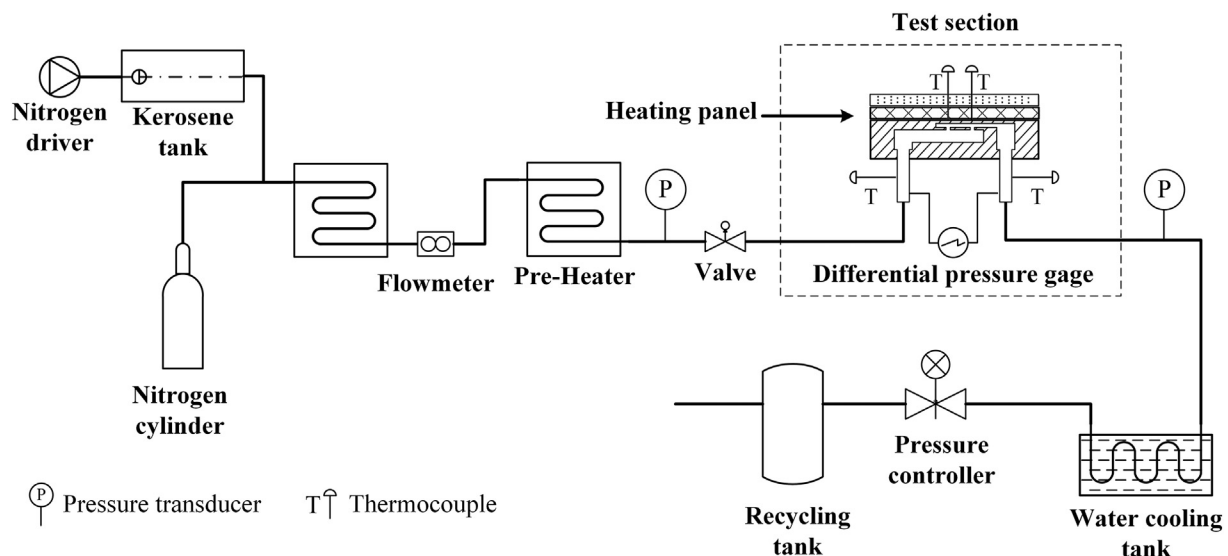 Test section
T T
Nitrogen
driver
Kerosene
tank
Heating panel
P
T T
P
Flowmeter
Pre-Heater
Valve
Differential pressure gage
Nitrogen
cylinder
Pressure
controller
P Pressure transducer
T Thermocouple
Recycling
tank
Water cooling
tank